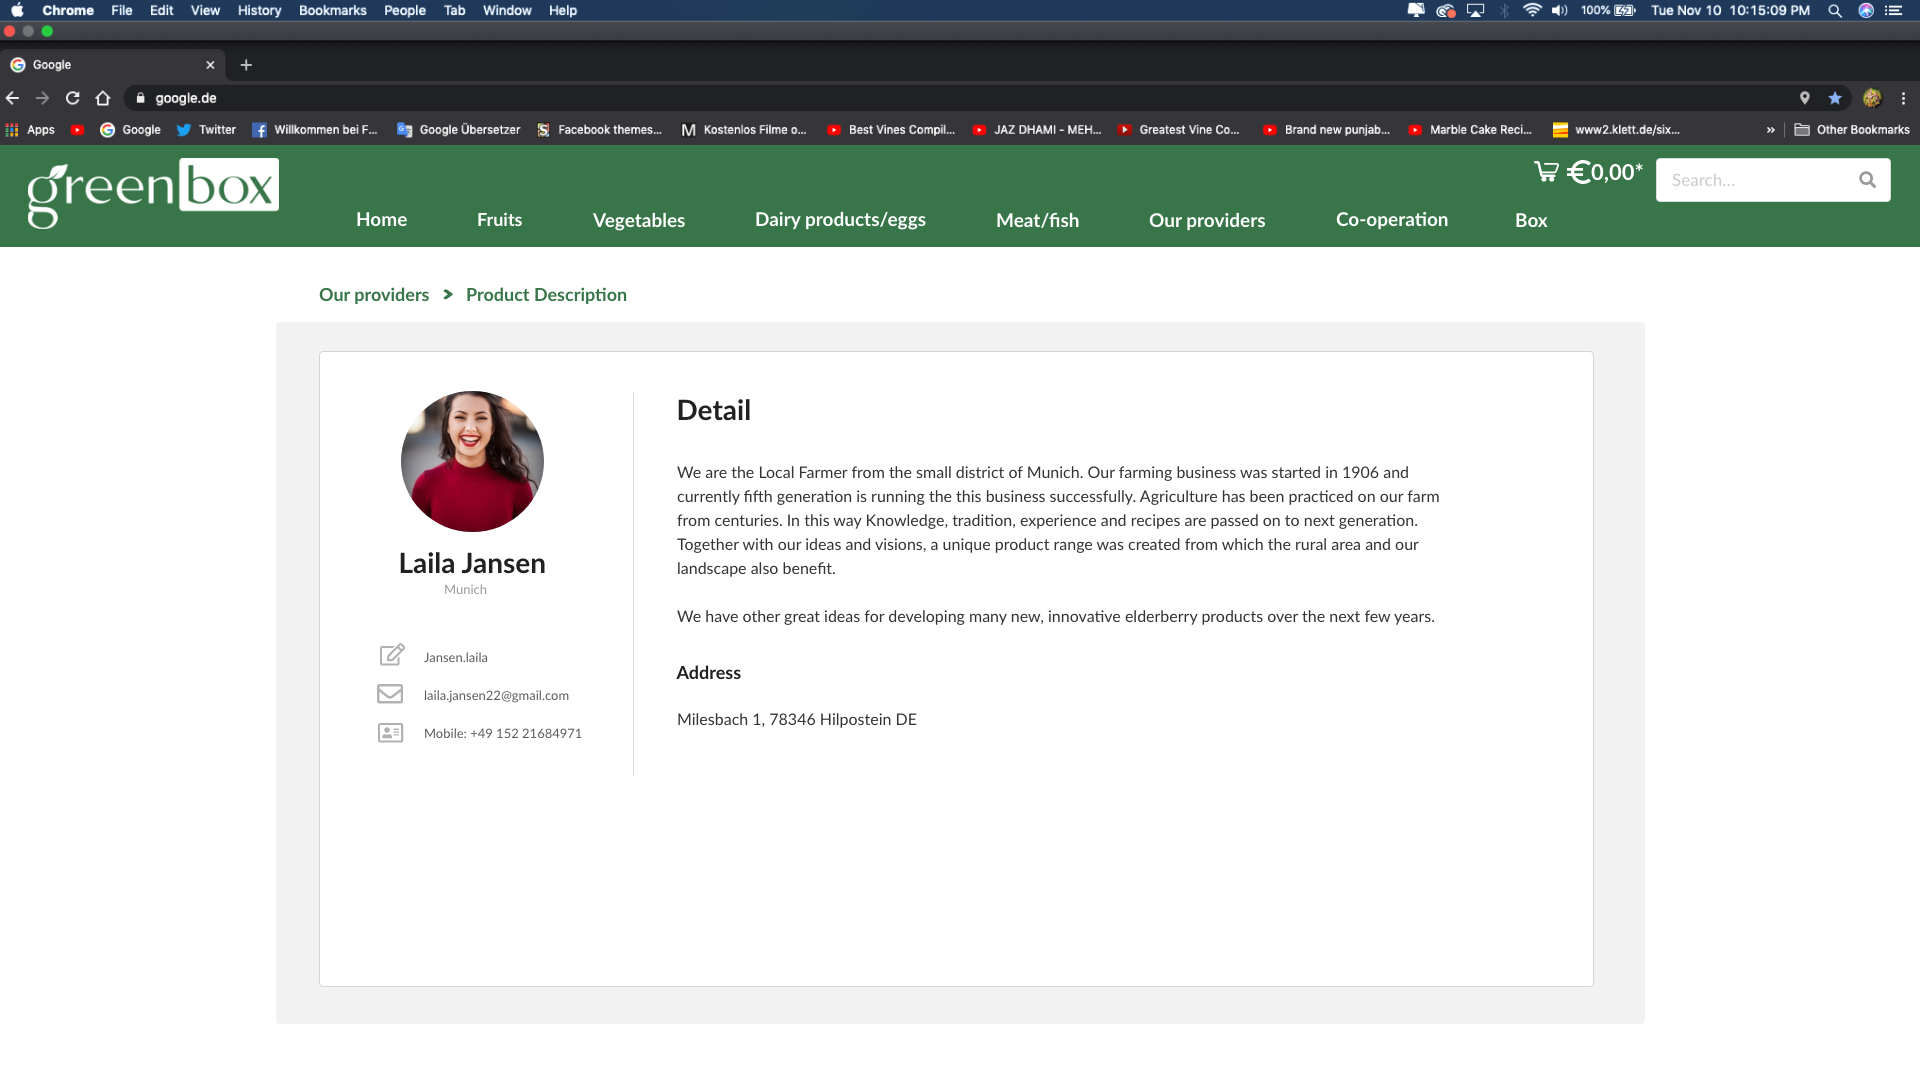 Chrome File Edit View History Bookmarks People Tab Window Help 100% Tue Nov 10 10:15:09 PM
Google
google.de
Apps Google Twitter Willkommen bei F... Google Übersetzer Facebook themes... Kostenlos Filme o... Best Vines Compil... JAZ DHAMI - MEH... Greatest Vine Co... Brand new punjab... Marble Cake Reci... www2.klett.de/six... » Other Bookmarks
greenbox
€0,00*
Search...
Home Fruits Vegetables Dairy products/eggs Meat/fish Our providers Co-operation Box
Our providers > Product Description
Laila Jansen
Munich
Jansen.laila
laila.jansen22@gmail.com
Mobile: +49 152 21684971
Detail
We are the Local Farmer from the small district of Munich. Our farming business was started in 1906 and
currently fifth generation is running the this business successfully. Agriculture has been practiced on our farm
from centuries. In this way Knowledge, tradition, experience and recipes are passed on to next generation.
Together with our ideas and visions, a unique product range was created from which the rural area and our
landscape also benefit.
We have other great ideas for developing many new, innovative elderberry products over the next few years.
Address
Milesbach 1, 78346 Hilpostein DE